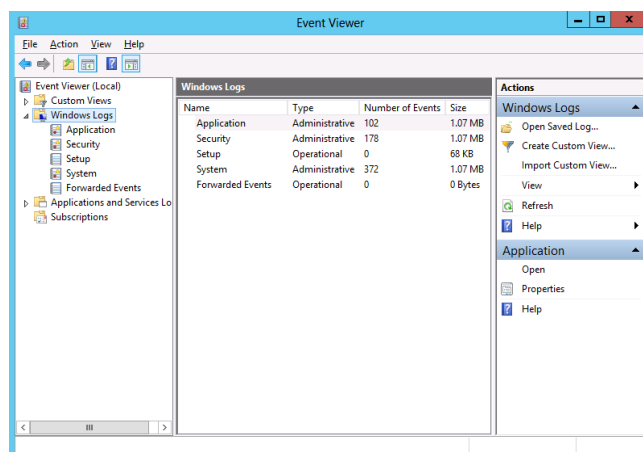 Event Viewer
File Action View Help
Event Viewer (Local)
Custom Views
Windows Logs
Application
Security
Setup
System
Forwarded Events
Applications and Services Lo
Subscriptions
Windows Logs
Name Type Number of Events Size
Application Administrative 102 1.07 MB
Security Administrative 178 1.07 MB
Setup Operational 0 68 KB
System Administrative 372 1.07 MB
Forwarded Events Operational 0 0 Bytes
Actions
Windows Logs
Open Saved Log...
Create Custom View...
Import Custom View...
View
Refresh
Help
Application
Open
Properties
Help